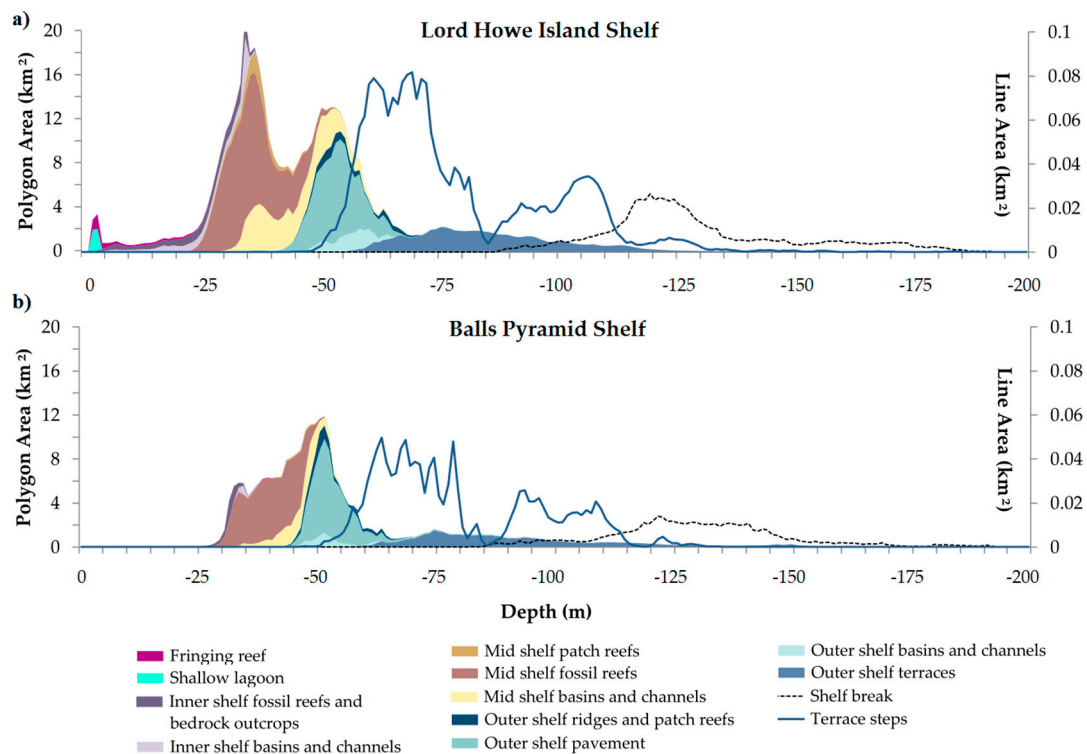 a)
Lord Howe Island Shelf
Polygon Area (km²)
20
16
12
8
4
0
0.1
0.08
0.06
0.04
0.02
0
Line Area (km2)
0 -25 -50 -75 -100 -125 -150 -175 -200
b)
Balls Pyramid Shelf
Polygon Area (km²)
20
16
12
8
4
0
0.1
0.08
0.06
0.04
0.02
0
Line Area (km²)
0 -25 -50 -75 -100 -125 -150 -175 -200
Depth (m)
Fringing reef
Shallow lagoon
Inner shelf fossil reefs and
bedrock outcrops
Inner shelf basins and channels
Mid shelf patch reefs
Mid shelf fossil reefs
Mid shelf basins and channels
Outer shelf ridges and patch reefs
Outer shelf pavement
Outer shelf basins and channels
Outer shelf terraces
Shelf break
Terrace steps